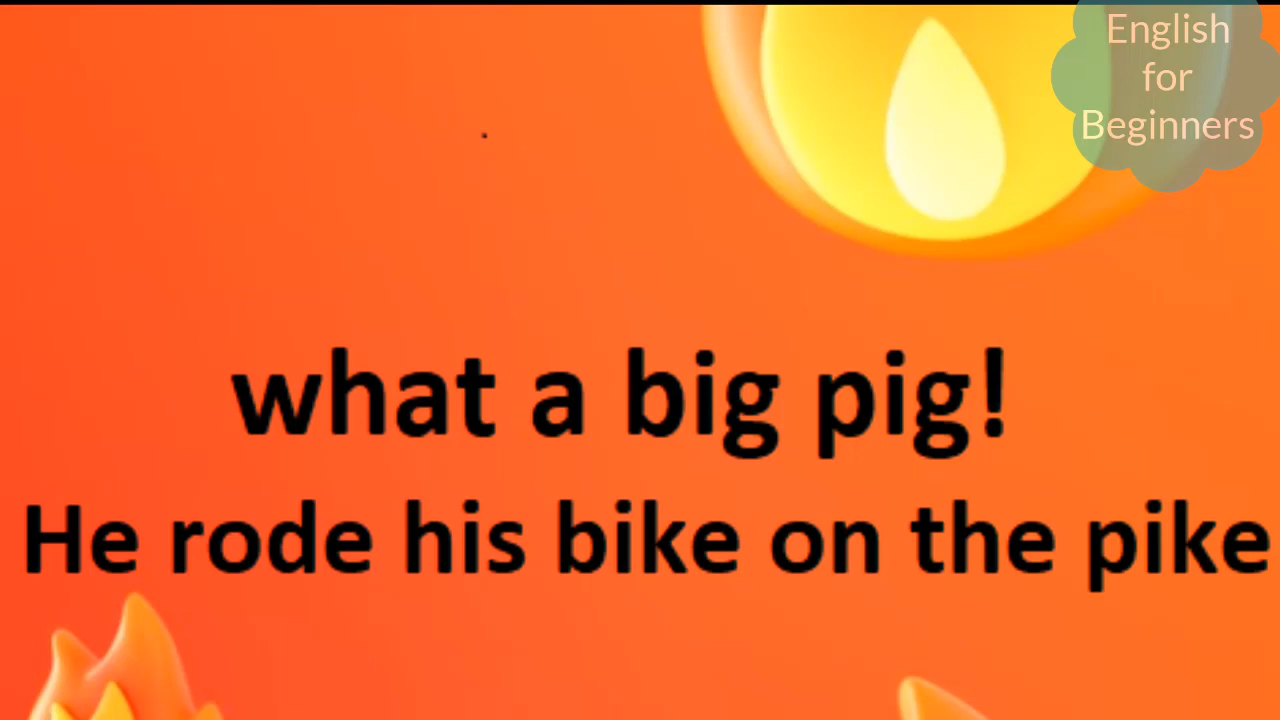 English
for
Beginners
what a big pig!
He rode his bike on the pike